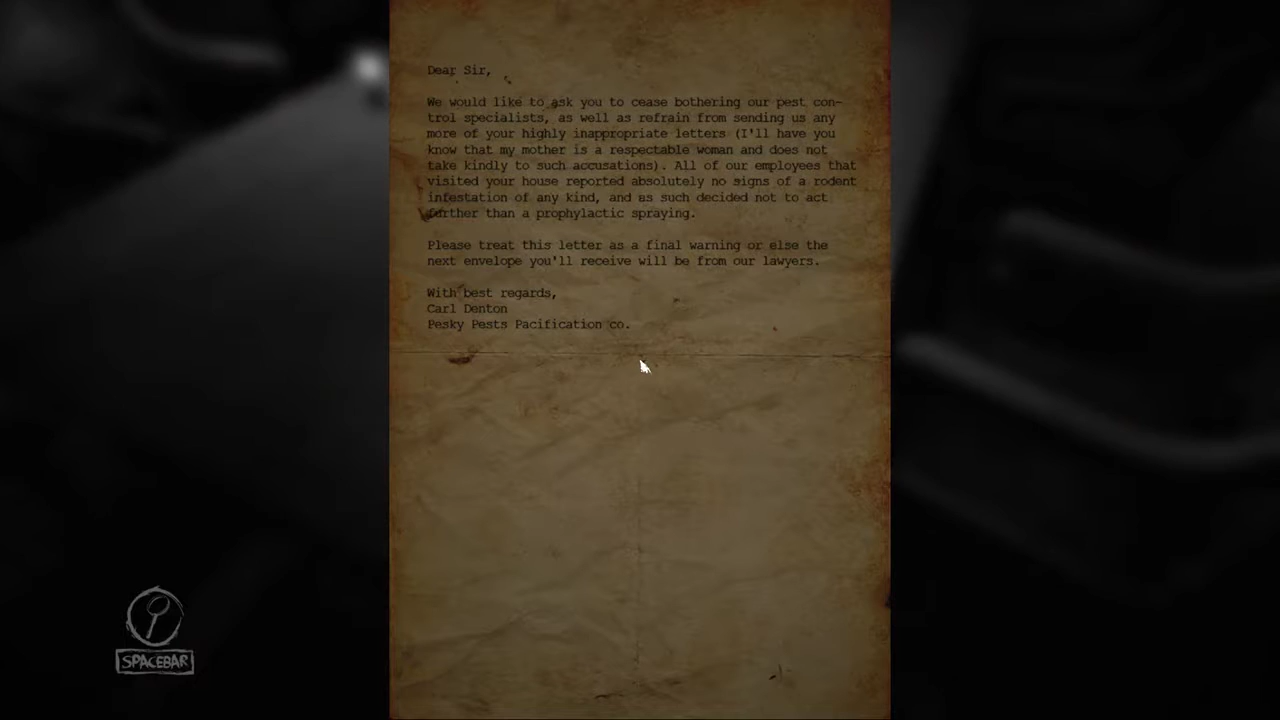 Dear Sir,
We would like to ask you to cease bothering our pest con-
trol specialists, as well as refrain from sending us any
more of your highly inappropriate letters (I'll have you
know that my mother is a respectable woman and does not
take kindly to such accusations). All of our employees that
visited your house reported absolutely no signs of a rodent
infestation of any kind, and as such decided not to act
further than a prophylactic spraying.
Please treat this letter as a final warning or else the
next envelope you'll receive will be from our lawyers.
With best regards,
Carl Denton
Pesky Pests Pacification co.
SPACEBAR